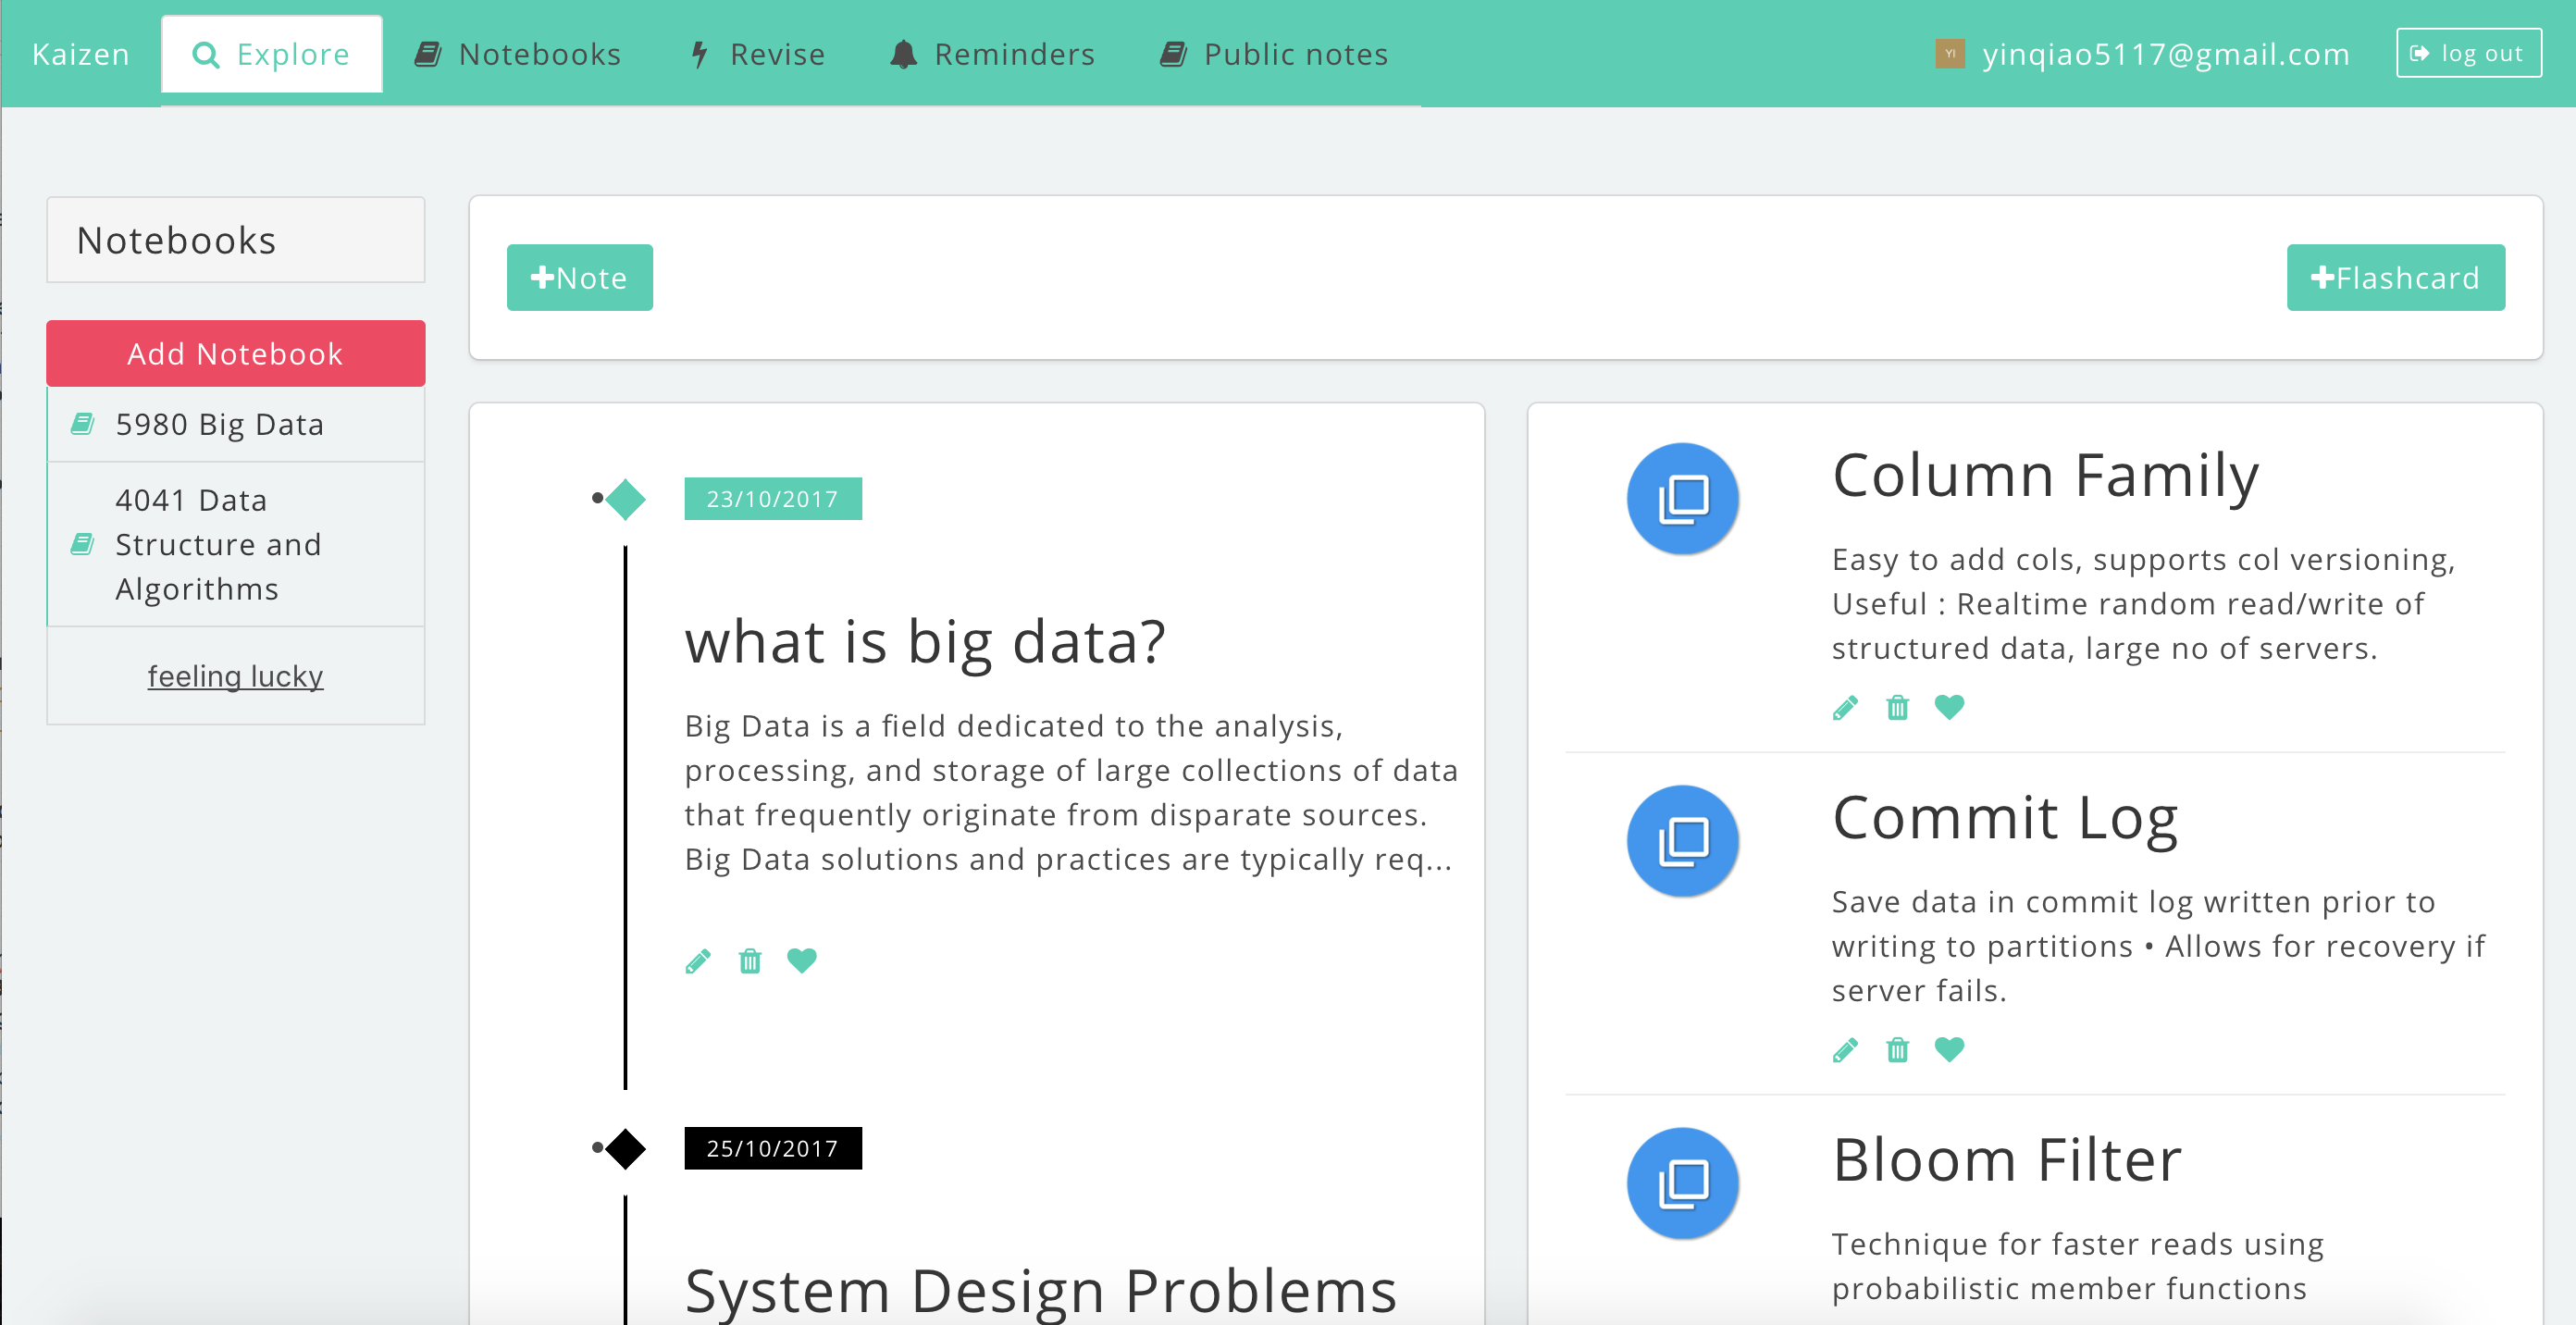 Kaizen
Explore
Notebooks
Revise
Reminders
Public notes
YI
yinqiao5117@gmail.com
log out
Notebooks
Add Notebook
5980 Big Data
4041 Data
Structure and
Algorithms
feeling lucky
+Note
+Flashcard
23/10/2017
what is big data?
Big Data is a field dedicated to the analysis,
processing, and storage of large collections of data
that frequently originate from disparate sources.
Big Data solutions and practices are typically req...
25/10/2017
System Design Problems
Column Family
Easy to add cols, supports col versioning,
Useful : Realtime random read/write of
structured data, large no of servers.
Commit Log
Save data in commit log written prior to
writing to partitions • Allows for recovery if
server fails.
Bloom Filter
Technique for faster reads using
probabilistic member functions